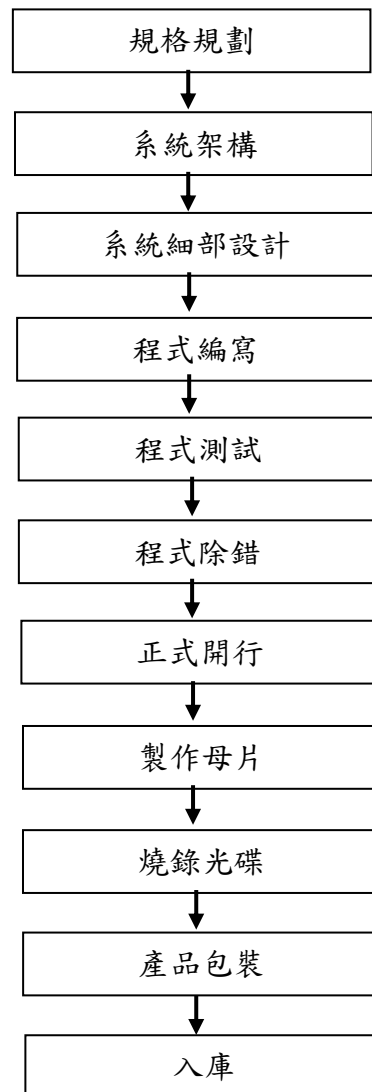 規格規劃
系統架構
系統細部設計
程式編寫
程式測試
程式除錯
正式開行
製作母片
燒錄光碟
產品包裝
入庫